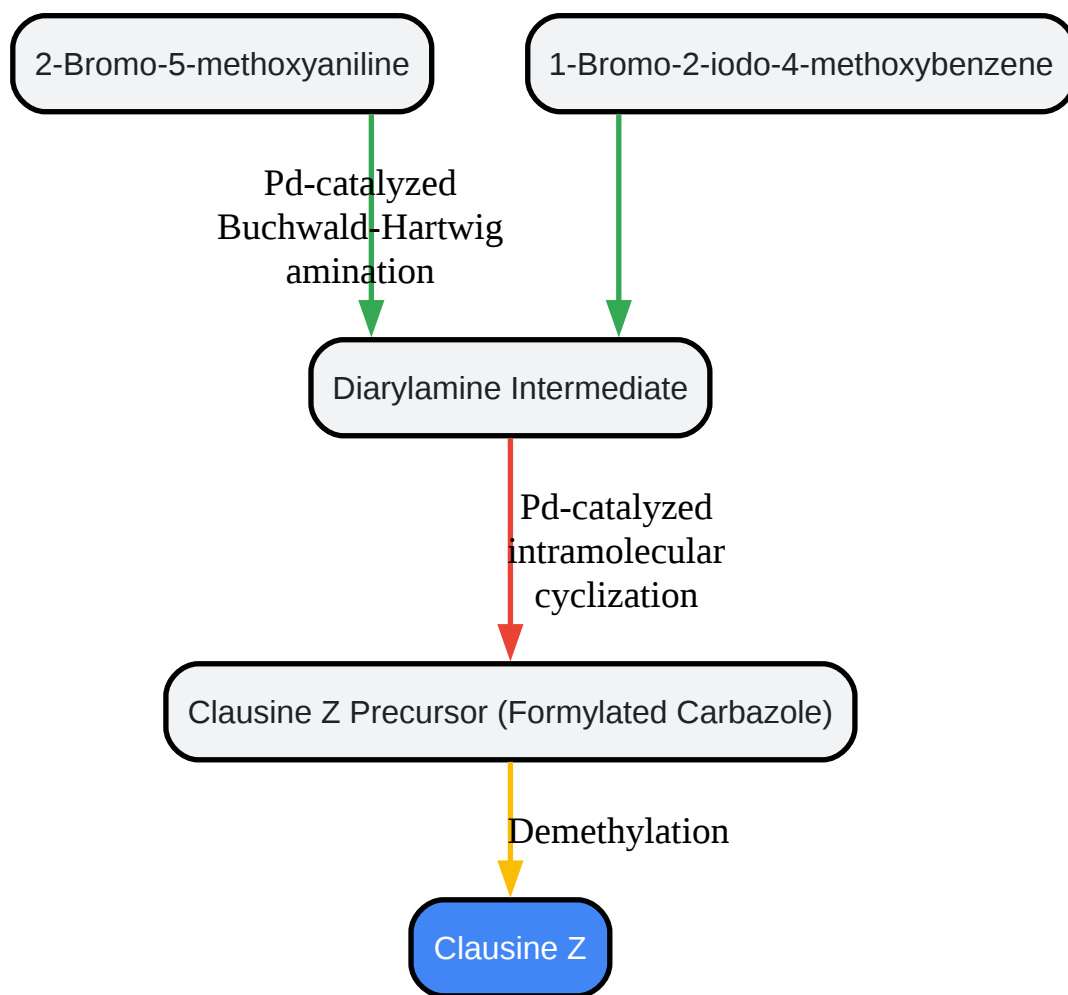 2-Bromo-5-methoxyaniline
1-Bromo-2-iodo-4-methoxybenzene
Pd-catalyzed
Buchwald-Hartwig
amination
Diarylamine Intermediate
Pd-catalyzed
intramolecular
cyclization
Clausine Z Precursor (Formylated Carbazole)
Demethylation
Clausine Z